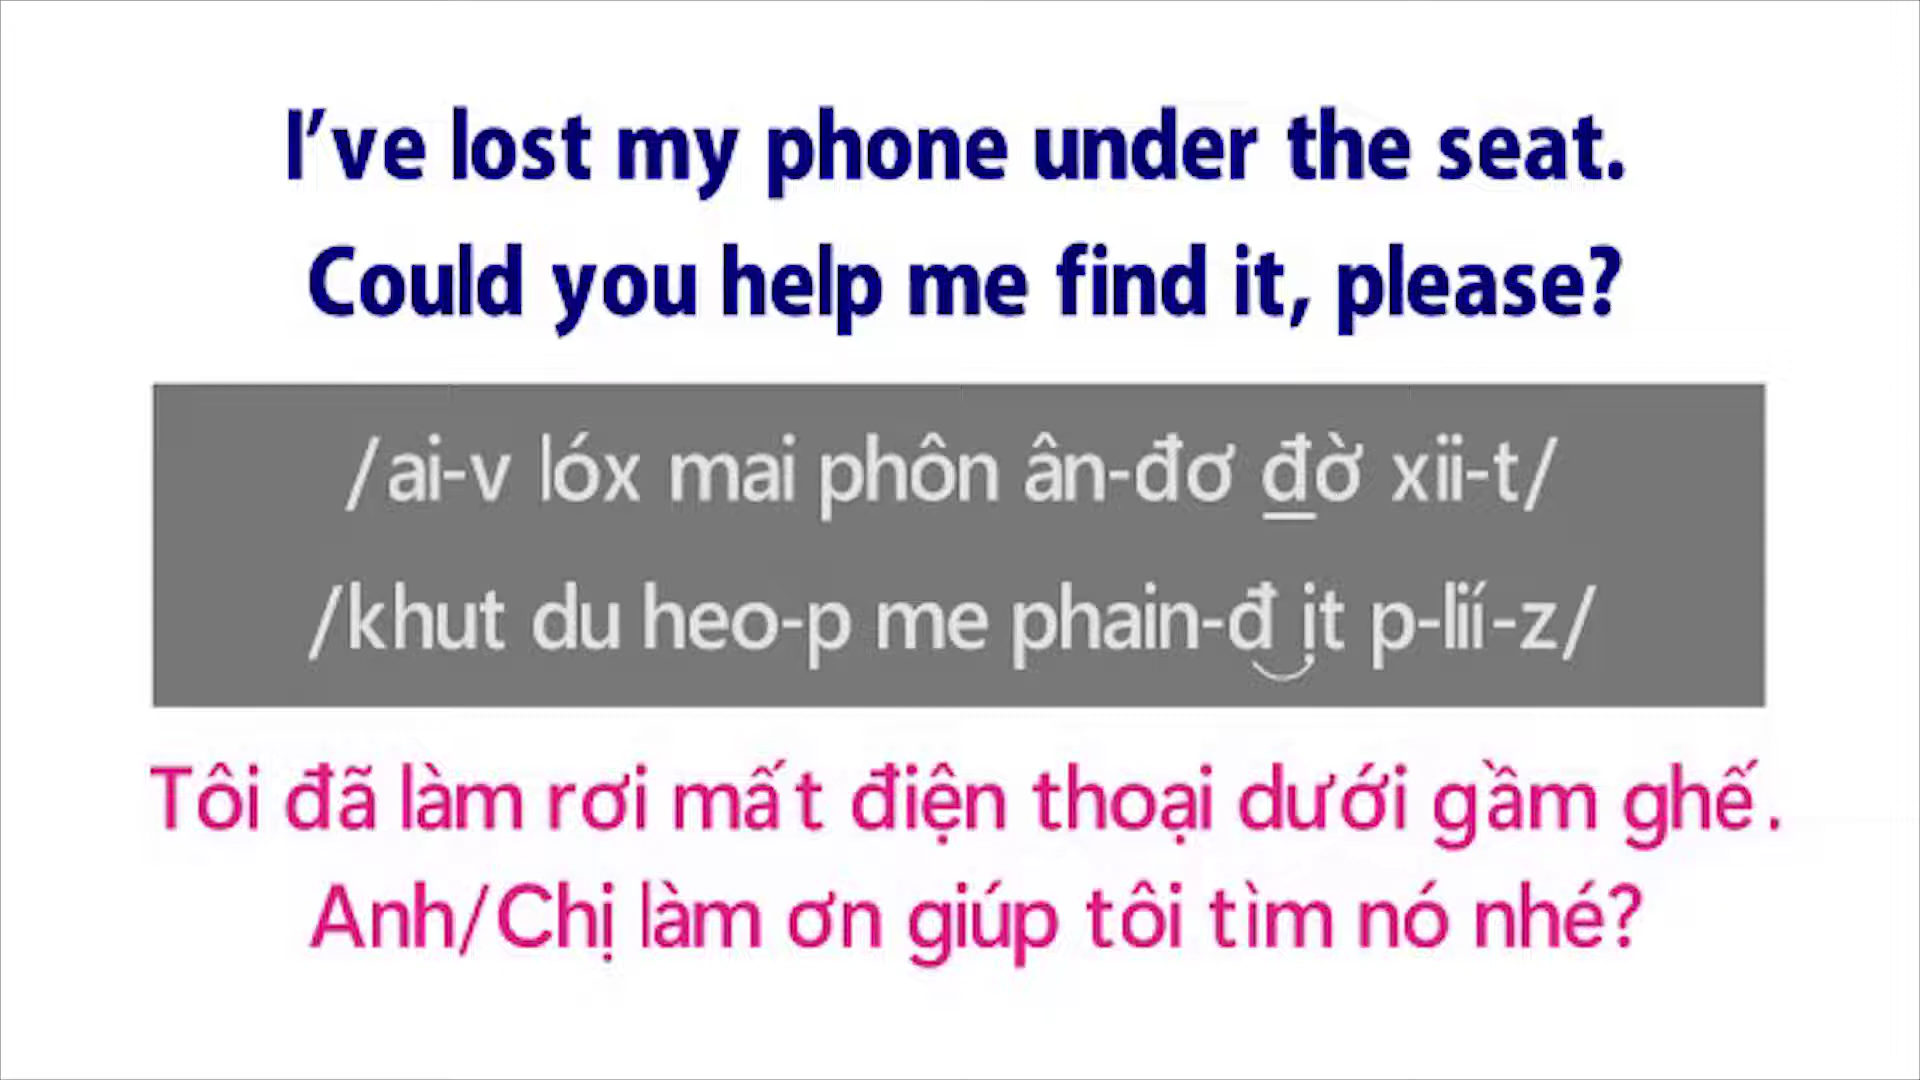 I've lost my phone under the seat.
Could you help me find it, please?
/ai-v lóx mai phôn ân-đơ đờ xii-t/
/khut du heo-p me phain-đ ịt p-lií-z/
Tôi đã làm rơi mất điện thoại dưới gầm ghế.
Anh/Chị làm ơn giúp tôi tìm nó nhé?